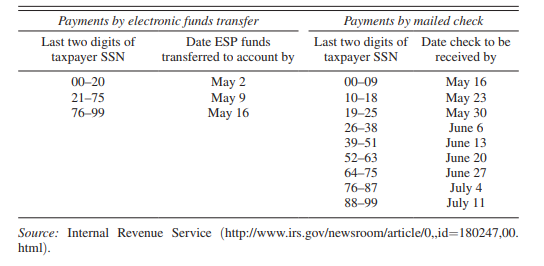 Payments by electronic funds transfer Payments by mailed check
Last two digits of Date ESP funds Last two digits of Date check to be
taxpayer SSN transferred to account by taxpayer SSN received by
00–20 May 2 00–09 May 16
21–75 May 9 10–18 May 23
76–99 May 16 19–25 May 30
26–38 June 6
39–51 June 13
52–63 June 20
64–75 June 27
76–87 July 4
88–99 July 11
Source: Internal Revenue Service (http://www.irs.gov/newsroom/article/0,,id=180247,00.
html).